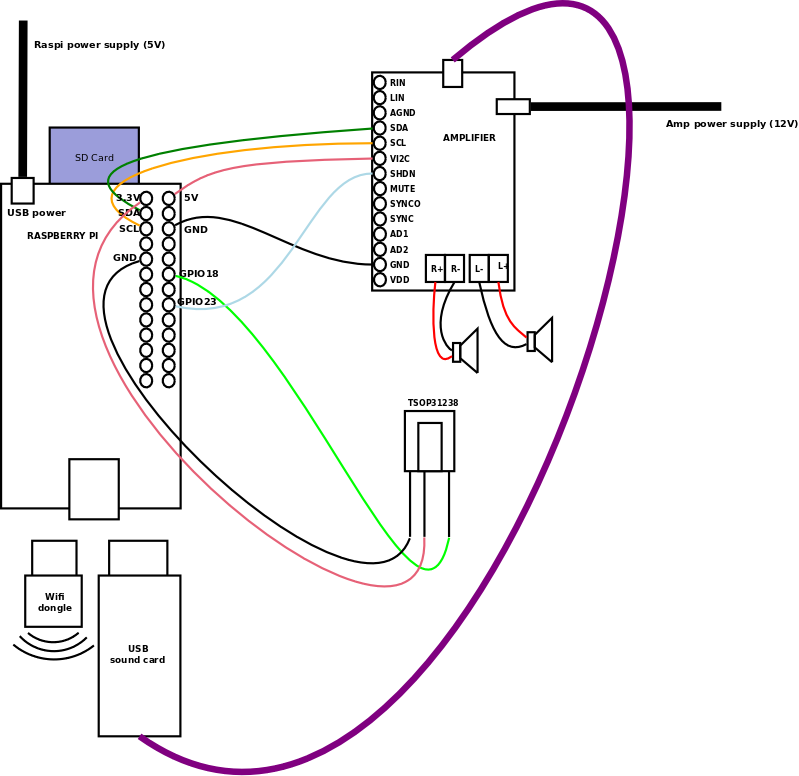 Raspi power supply (5V)
SD Card
USB power
RASPBERRY PI
3.3V
SDA
SCL
GND
5V
GND
GPIO18
GPIO23
RIN
LIN
AGND
SDA
SCL
VI2C
SHDN
MUTE
SYNCO
SYNC
AD1
AD2
GND
VDD
AMPLIFIER
R+ R- L- L+
Amp power supply (12V)
TSOP31238
Wifi
dongle
USB
sound card